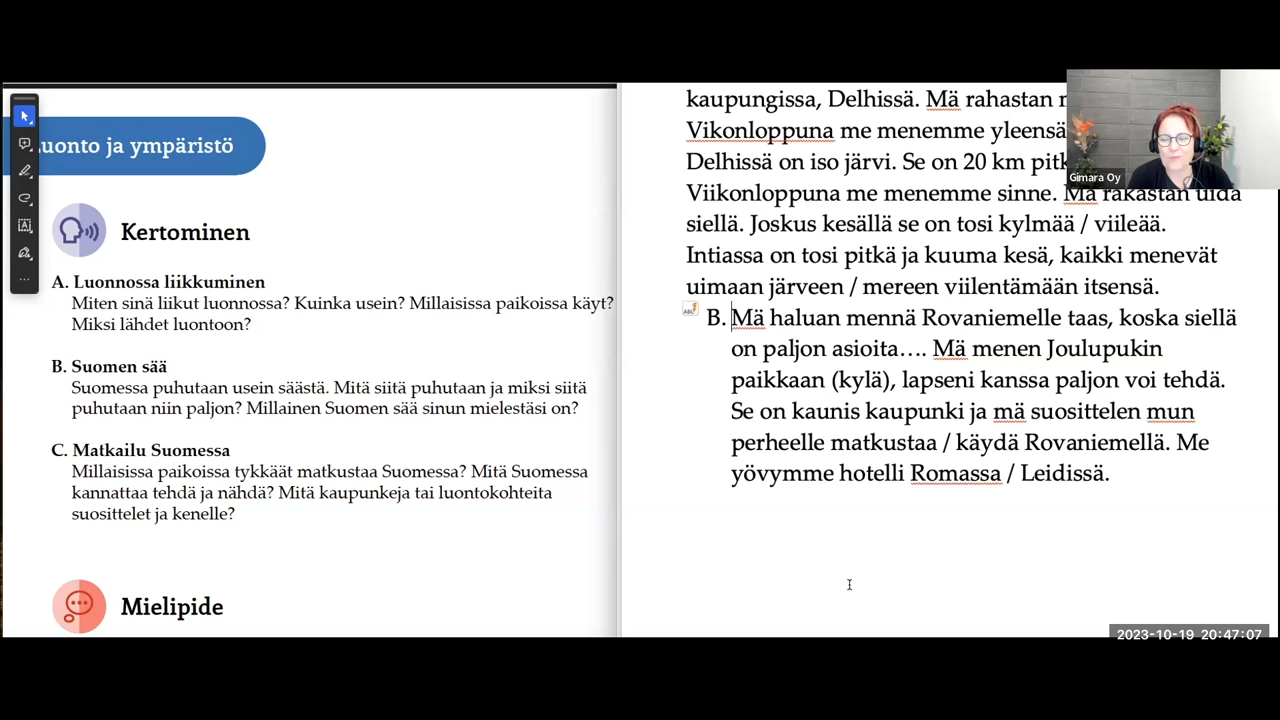 uonto ja ympäristö
Kertominen
A. Luonnossa liikkuminen
Miten sinä liikut luonnossa? Kuinka usein? Millaisissa paikoissa käyt?
Miksi lähdet luontoon?
B. Suomen sää
Suomessa puhutaan usein säästä. Mitä siitä puhutaan ja miksi siitä
puhutaan niin paljon? Millainen Suomen sää sinun mielestäsi on?
C. Matkailu Suomessa
Millaisissa paikoissa tykkäät matkustaa Suomessa? Mitä Suomessa
kannattaa tehdä ja nähdä? Mitä kaupunkeja tai luontokohteita
suosittelet ja kenelle?
Mielipide
kaupungissa, Delhissä. Mä rahastan
Vikonloppuna me menemme yleensä
Delhissä on iso järvi. Se on 20 km pitk
Viikonloppuna me menemme sinne. Mä rakastan uida
siellä. Joskus kesällä se on tosi kylmää / viileää.
Intiassa on tosi pitkä ja kuuma kesä, kaikki menevät
uimaan järveen / mereen viilentämään itsensä.
B. Mä haluan mennä Rovaniemelle taas, koska siellä
on paljon asioita…. Mä menen Joulupukin
paikkaan (kylä), lapseni kanssa paljon voi tehdä.
Se on kaunis kaupunki ja mä suosittelen mun
perheelle matkustaa / käydä Rovaniemellä. Me
yövymme hotelli Romassa / Leidissä.
Gimara Oy
2023-10-19 20:47:07